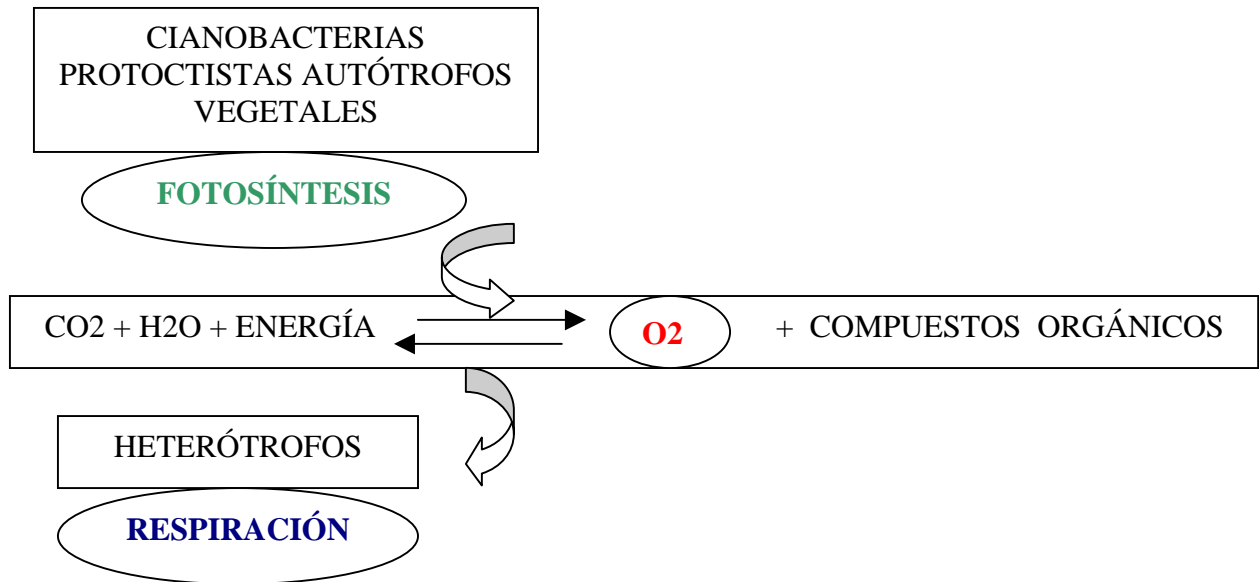 CIANOBACTERIAS
PROTOCTISTAS AUTÓTROFOS
VEGETALES
FOTOSÍNTESIS
CO2 + H2O + ENERGÍA O2 + COMPUESTOS ORGÁNICOS
HETERÓTROFOS
RESPIRACIÓN